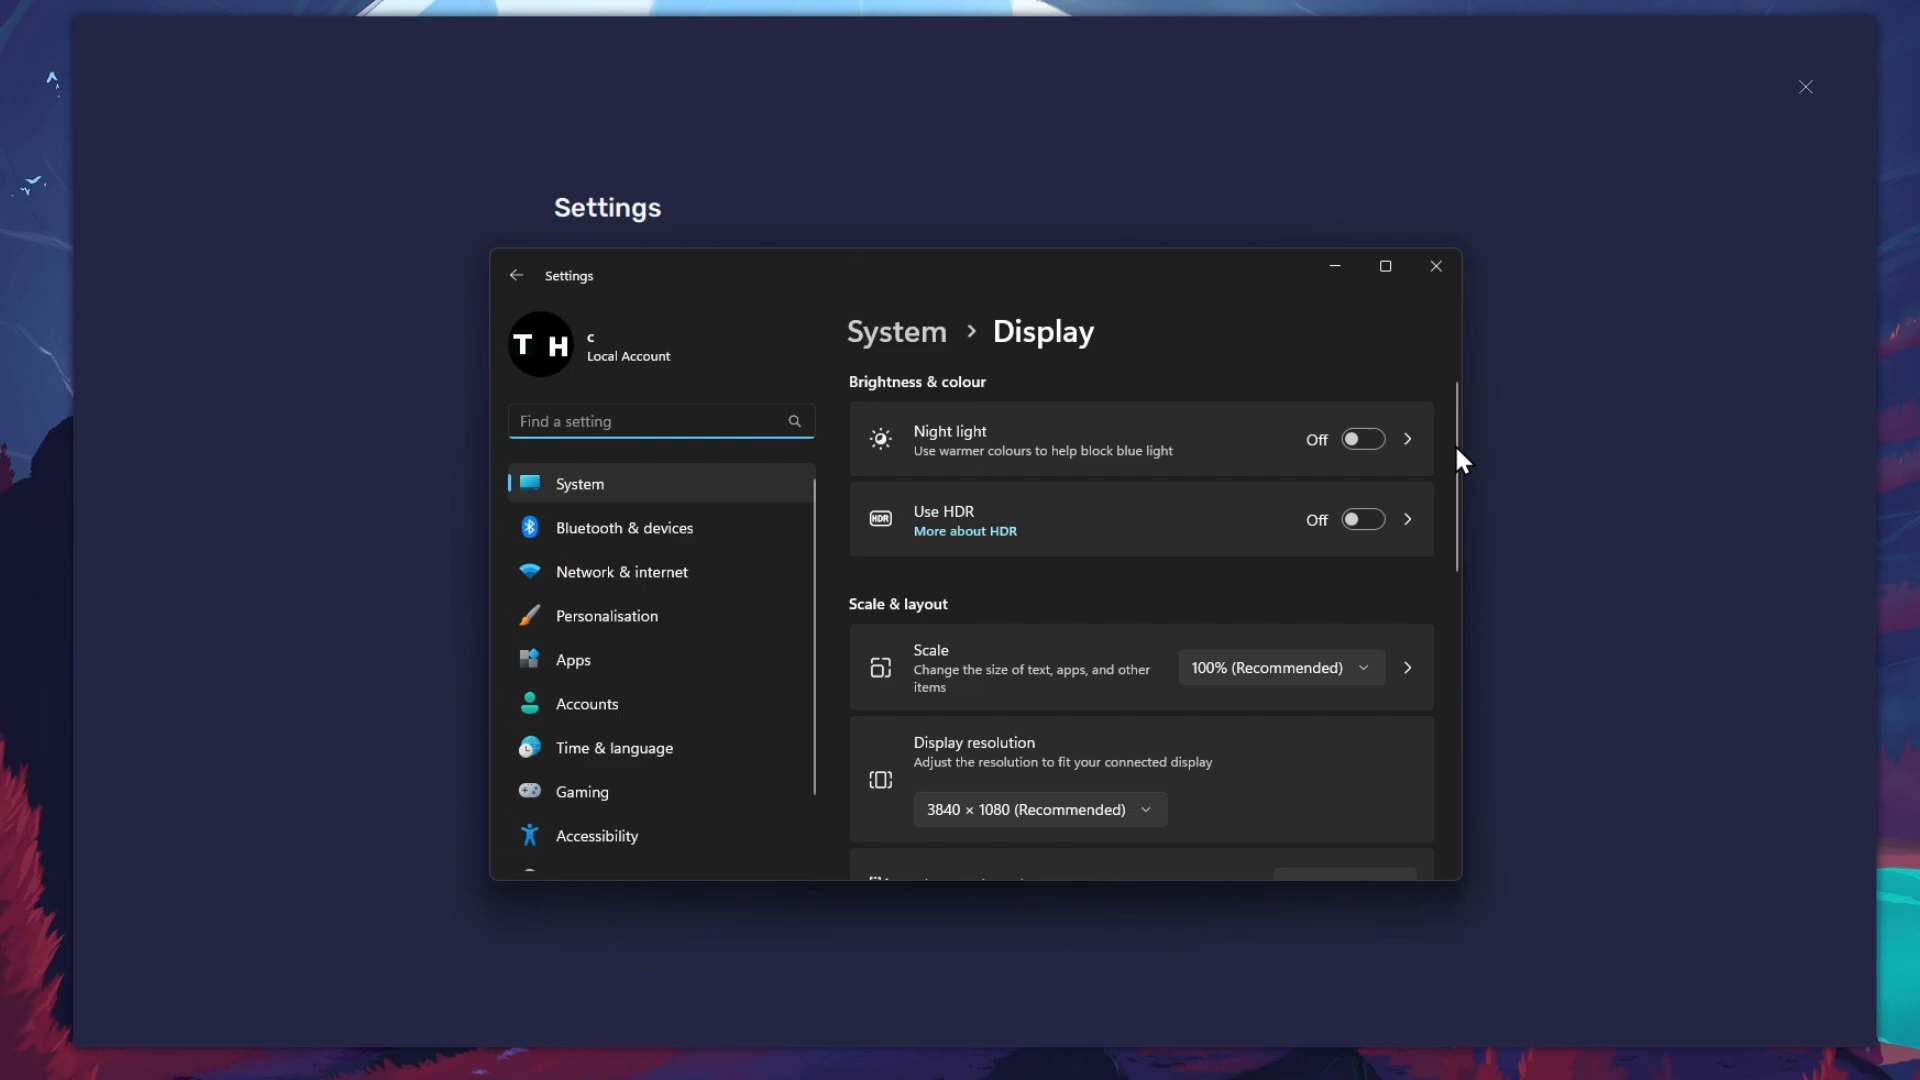 Settings
Settings
T H
c
Local Account
Find a setting
System
Bluetooth & devices
Network & internet
Personalisation
Apps
Accounts
Time & language
Gaming
Accessibility
System › Display
Brightness & colour
Night light
Use warmer colours to help block blue light
Off
HDR
Use HDR
More about HDR
Off
Scale & layout
Scale
Change the size of text, apps, and other
items
100% (Recommended)
Display resolution
Adjust the resolution to fit your connected display
3840 × 1080 (Recommended)